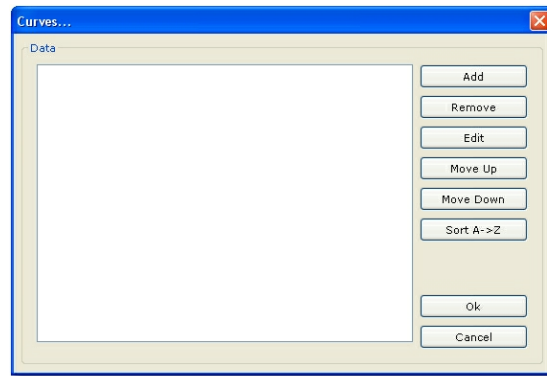 Curves...
Data
Add
Remove
Edit
Move Up
Move Down
Sort A->Z
Ok
Cancel